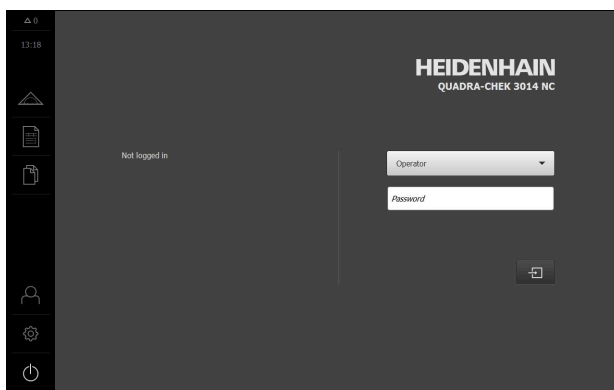 0
13:18
HEIDENHAIN
QUADRA-CHEK 3014 NC
Not logged in
Operator
Password